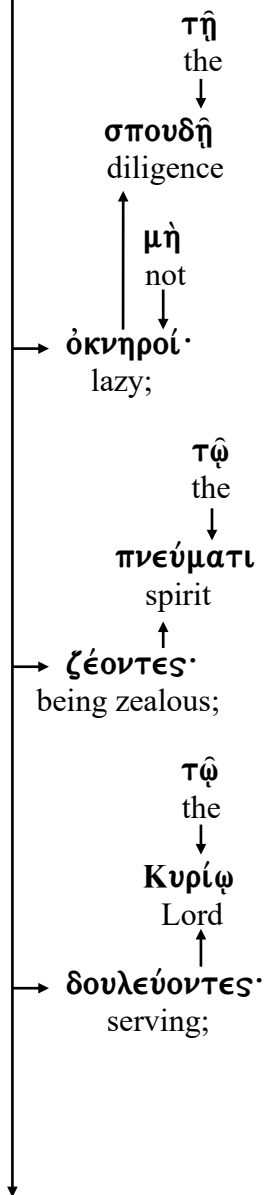 τῇ
the
σπουδῇ
diligence
μὴ
not
ὀκνηροί·
lazy;
τῷ
the
πνεύματι
spirit
ζέοντες·
being zealous;
τῷ
the
Κυρίῳ
Lord
δουλεύοντες·
serving;